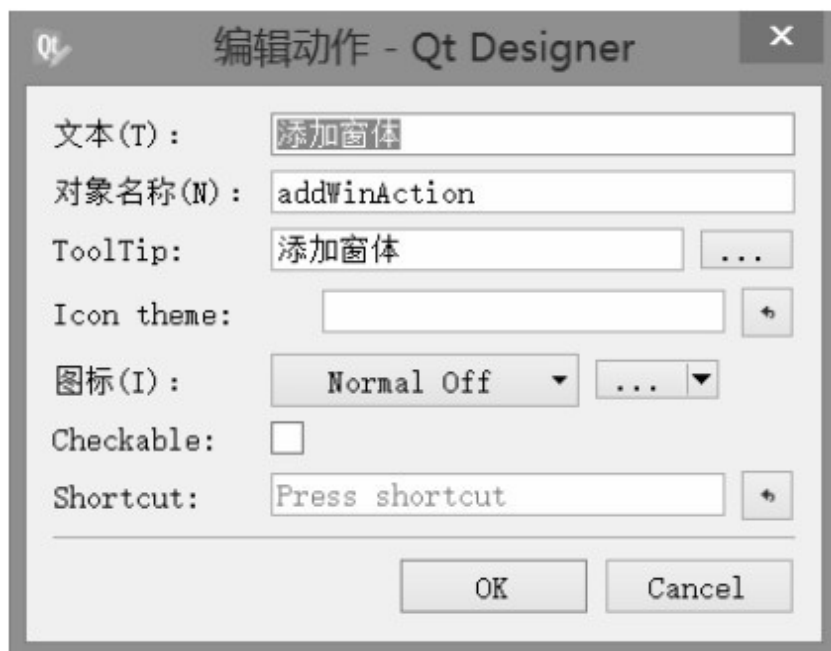 Qt 编辑动作 - Qt Designer ×
文本(T): 添加窗体
对象名称(N): addWinAction
ToolTip: 添加窗体 ...
Icon theme:
图标(I): Normal Off ...
Checkable:
Shortcut: Press shortcut
OK Cancel